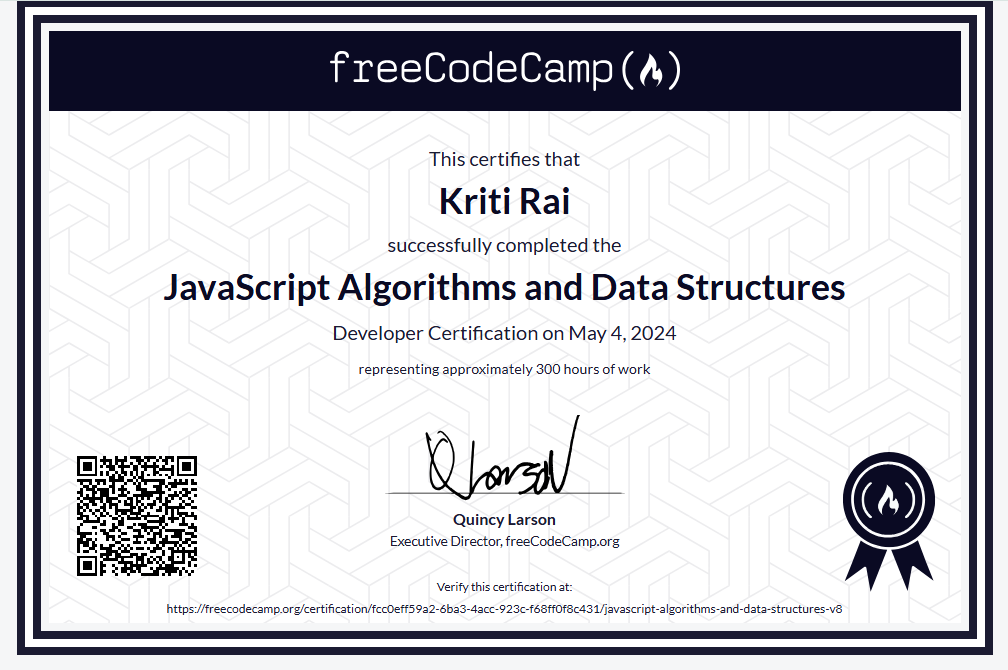 freeCodeCamp
This certifies that
Kriti Rai
successfully completed the
JavaScript Algorithms and Data Structures
Developer Certification on May 4, 2024
representing approximately 300 hours of work
QLarson
Quincy Larson
Executive Director, freeCodeCamp.org
Verify this certification at:
https://freecodecamp.org/certification/fcc0eff59a2-6ba3-4acc-923c-f68ff0f8c431/javascript-algorithms-and-data-structures-v8